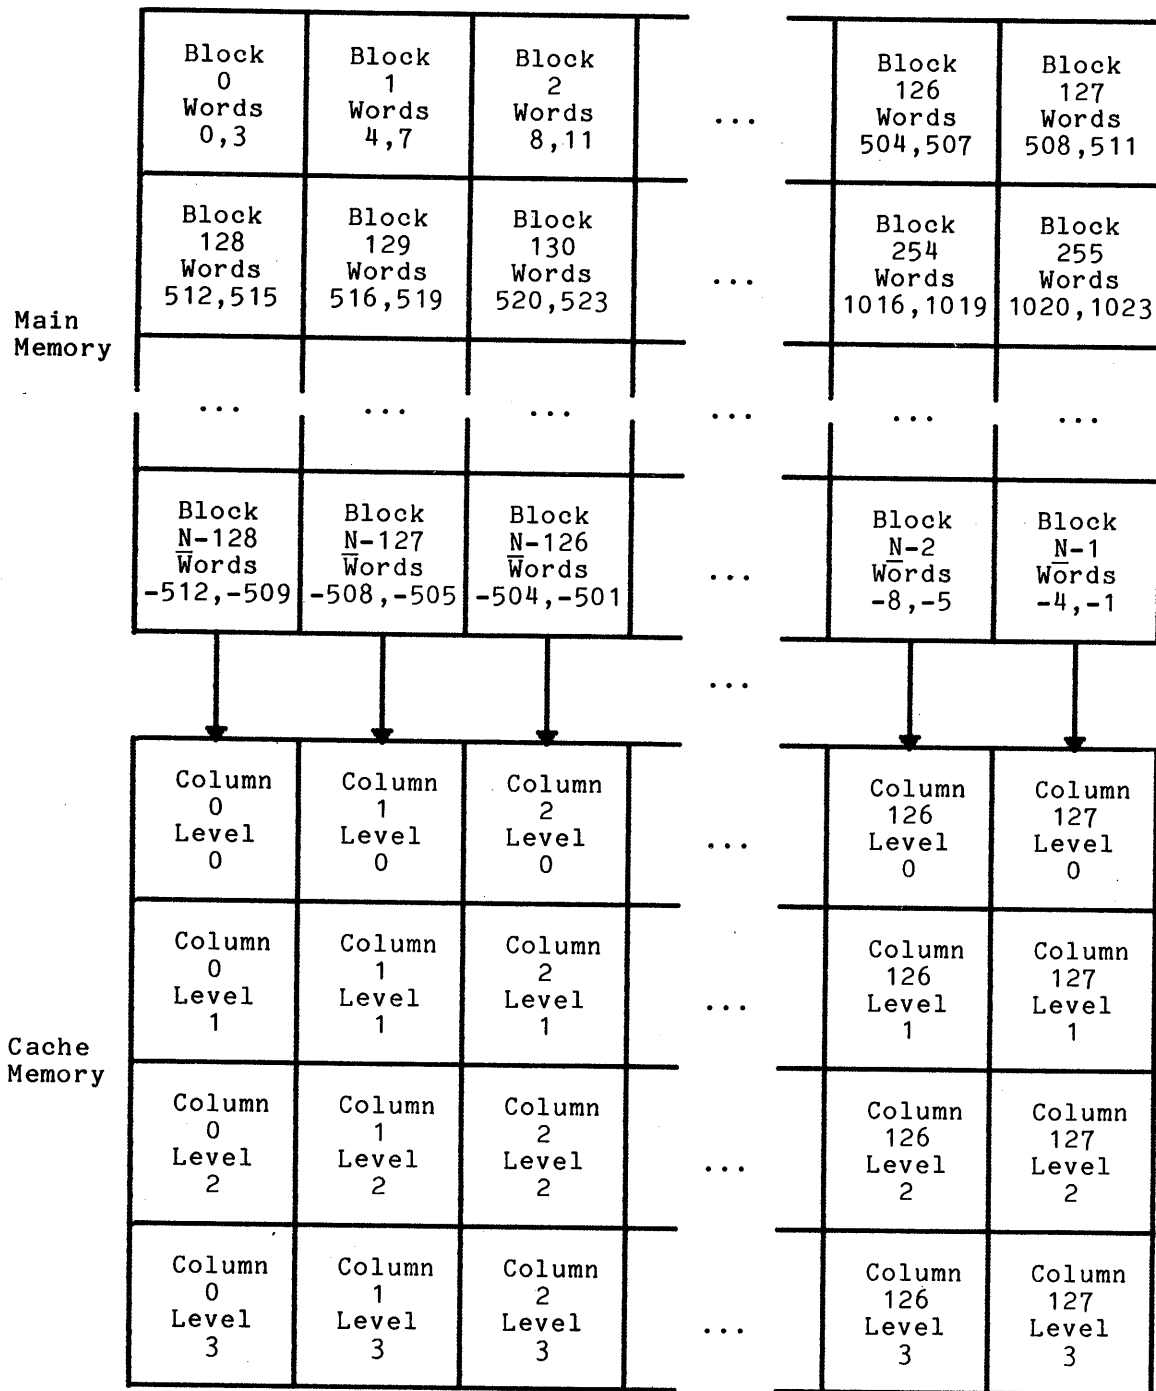 Block Block Block Block Block
0 1 2 126 127
Words Words Words ... Words Words
0,3 4,7 8,11 504,507 508,511
Block Block Block Block Block
128 129 130 254 255
Words Words Words ... Words Words
512,515 516,519 520,523 1016,1019 1020,1023
Main
Memory
... ... ... ... ... ...
Block Block Block Block Block
N-128 N-127 N-126 N-2 N-1
Words Words Words ... Words Words
-512,-509 -508,-505 -504,-501 -8,-5 -4,-1
...
Column Column Column Column Column
0 1 2 126 127
Level Level Level ... Level Level
0 0 0 0 0
Column Column Column Column Column
0 1 2 126 127
Level Level Level ... Level Level
1 1 1 1 1
Cache
Memory
Column Column Column Column Column
0 1 2 126 127
Level Level Level ... Level Level
2 2 2 2 2
Column Column Column Column Column
0 1 2 126 127
Level Level Level ... Level Level
3 3 3 3 3